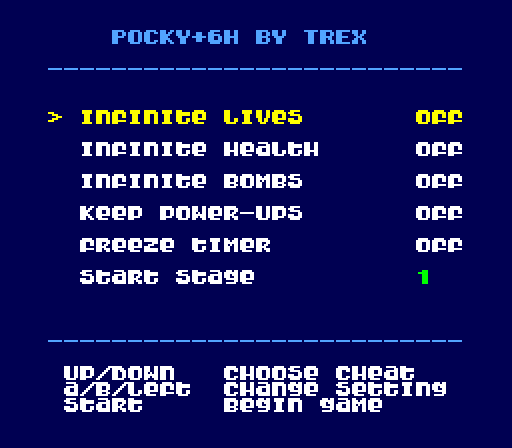 POCKY+6H BY TREX
> Infinite Lives Off
Infinite Health Off
Infinite Bombs Off
Keep Power-Ups Off
Freeze Timer Off
Start Stage 1
Up/Down Choose Cheat
A/B/Left Change Setting
Start Begin Game